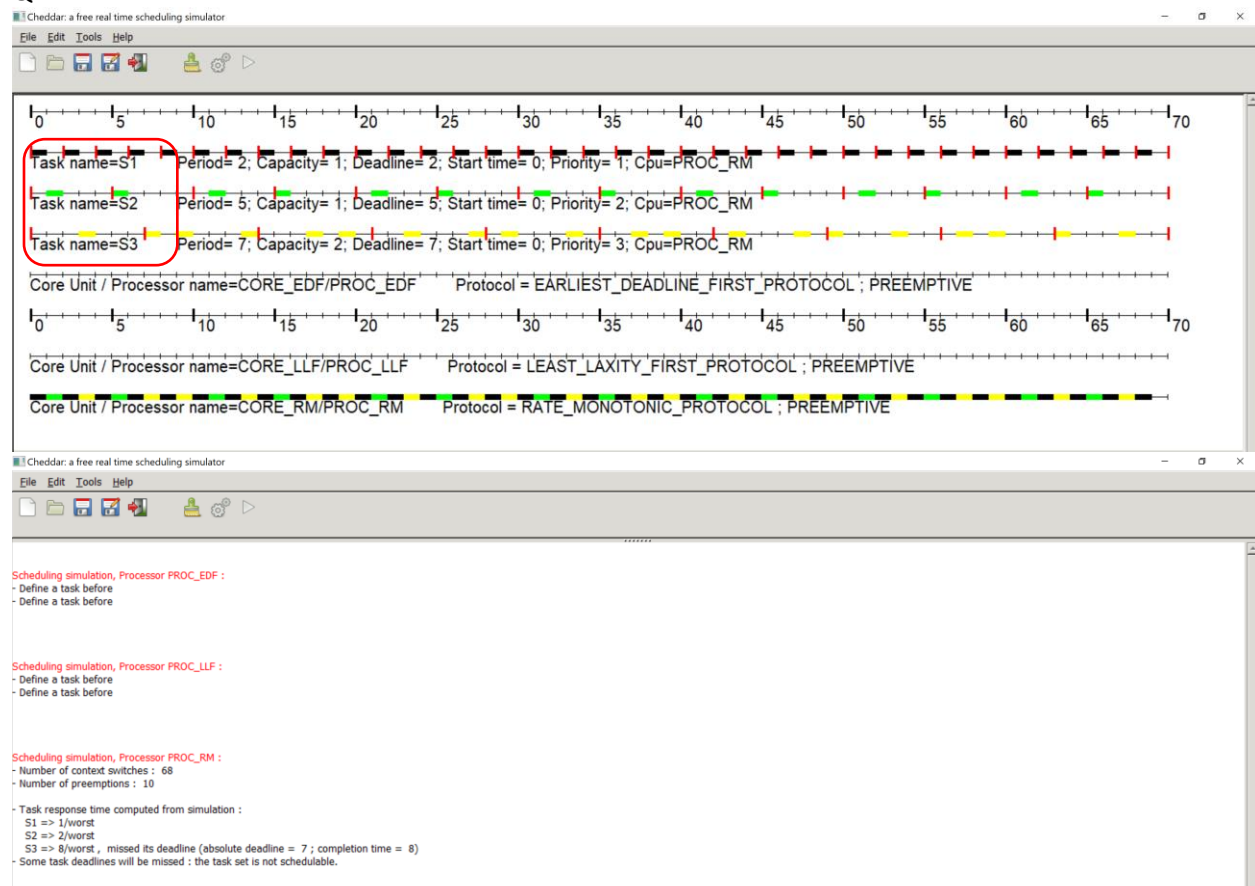 Cheddar: a free real time scheduling simulator
File Edit Tools Help
0 5 10 15 20 25 30 35 40 45 50 55 60 65 70
Task name=S1 Period= 2; Capacity= 1; Deadline= 2; Start time= 0; Priority= 1; Cpu=PROC_RM
Task name=S2 Period= 5; Capacity= 1; Deadline= 5; Start time= 0; Priority= 2; Cpu=PROC_RM
Task name=S3 Period= 7; Capacity= 2; Deadline= 7; Start time= 0; Priority= 3; Cpu=PROC_RM
Core Unit / Processor name=CORE_EDF/PROC_EDF Protocol = EARLIEST_DEADLINE_FIRST_PROTOCOL ; PREEMPTIVE
0 5 10 15 20 25 30 35 40 45 50 55 60 65 70
Core Unit / Processor name=CORE_LLF/PROC_LLF Protocol = LEAST_LAXITY_FIRST_PROTOCOL ; PREEMPTIVE
Core Unit / Processor name=CORE_RM/PROC_RM Protocol = RATE_MONOTONIC_PROTOCOL ; PREEMPTIVE
Cheddar: a free real time scheduling simulator
File Edit Tools Help
Scheduling simulation, Processor PROC_EDF :
- Define a task before
- Define a task before
Scheduling simulation, Processor PROC_LLF :
- Define a task before
- Define a task before
Scheduling simulation, Processor PROC_RM :
- Number of context switches : 68
- Number of preemptions : 10
- Task response time computed from simulation :
S1 => 1/worst
S2 => 2/worst
S3 => 8/worst , missed its deadline (absolute deadline = 7 ; completion time = 8)
- Some task deadlines will be missed : the task set is not schedulable.